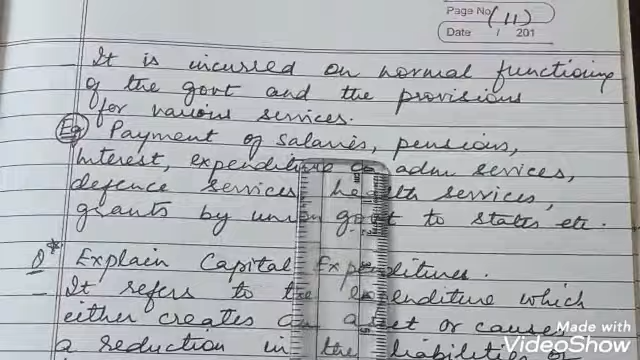 Page No. (11)
Date / 201
It is incurred on normal functioning
of the govt and the provisions
for various services.
Eg Payment of salaries, pensions,
interest, expenditure on adm services,
defence services, health services,
grants by union govt to states etc.
Q* Explain Capital Expenditures.
- It refers to the expenditure which
either creates an asset or causes
a reduction in the liabilities of
Made with
VideoShow